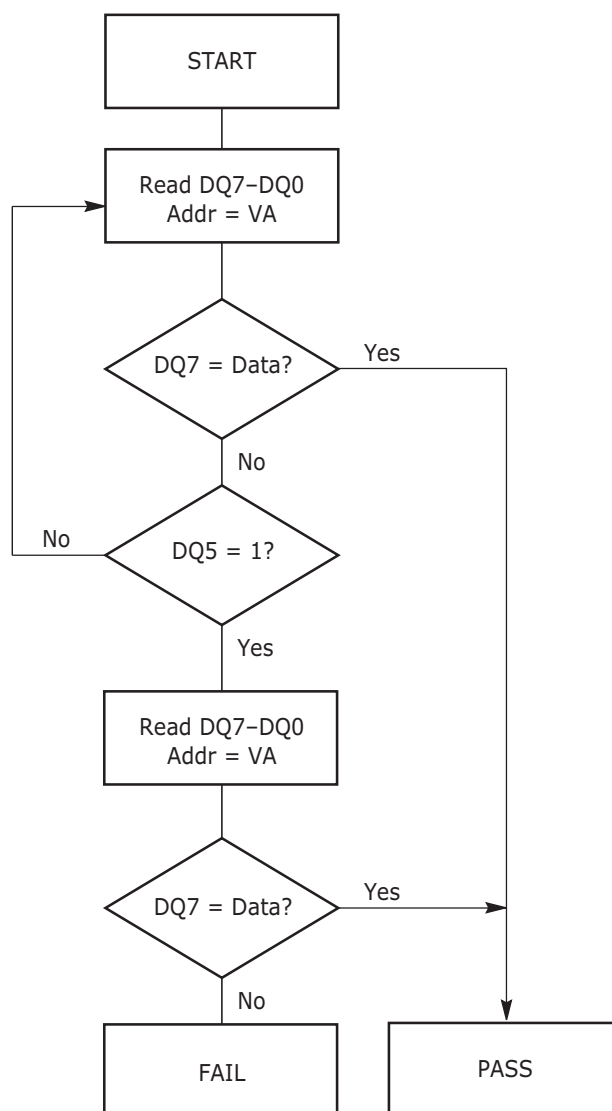 START
Read DQ7–DQ0
Addr = VA
DQ7 = Data?
Yes
No
No
DQ5 = 1?
Yes
Read DQ7–DQ0
Addr = VA
DQ7 = Data?
Yes
No
FAIL
PASS